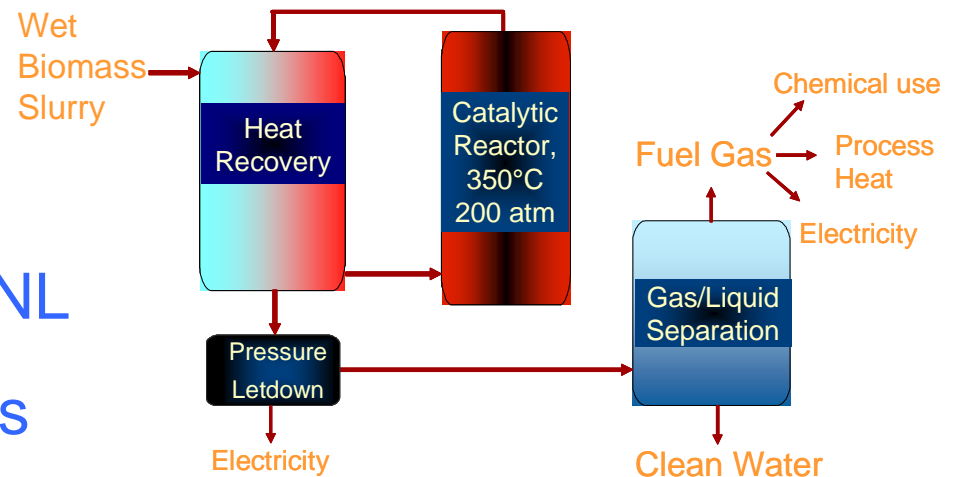 Wet
Biomass
Slurry
Heat
Recovery
Catalytic
Reactor,
350°C
200 atm
Chemical use
Fuel Gas
Process
Heat
Electricity
Gas/Liquid
Separation
NL
s
Pressure
Letdown
Electricity
Clean Water